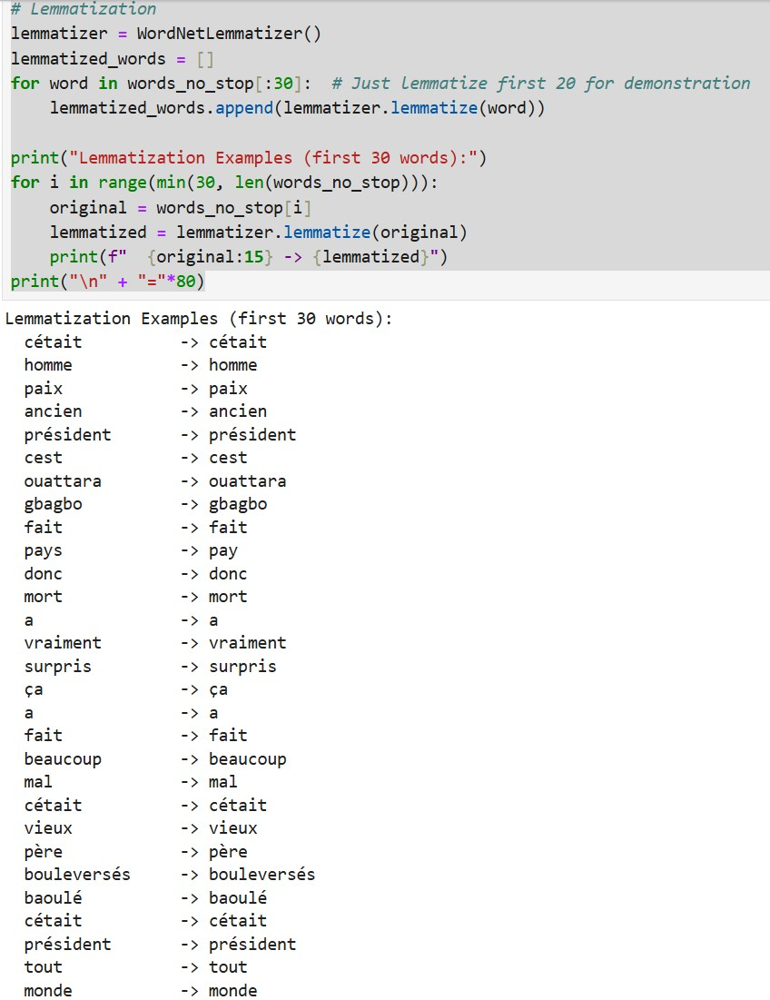 # Lemmatization
lemmatizer = WordNetLemmatizer()
lemmatized_words = []
for word in words_no_stop[:30]:  # Just lemmatize first 20 for demonstration
    lemmatized_words.append(lemmatizer.lemmatize(word))

print("Lemmatization Examples (first 30 words):")
for i in range(min(30, len(words_no_stop))):
    original = words_no_stop[i]
    lemmatized = lemmatizer.lemmatize(original)
    print(f"  {original:15} -> {lemmatized}")
print("\n" + "="*80)
Lemmatization Examples (first 30 words):
  cétait          -> cétait
  homme           -> homme
  paix            -> paix
  ancien          -> ancien
  président       -> président
  cest            -> cest
  ouattara        -> ouattara
  gbagbo          -> gbagbo
  fait            -> fait
  pays            -> pay
  donc            -> donc
  mort            -> mort
  a               -> a
  vraiment        -> vraiment
  surpris         -> surpris
  ça              -> ça
  a               -> a
  fait            -> fait
  beaucoup        -> beaucoup
  mal             -> mal
  cétait          -> cétait
  vieux           -> vieux
  père            -> père
  bouleversés     -> bouleversés
  baoulé          -> baoulé
  cétait          -> cétait
  président       -> président
  tout            -> tout
  monde           -> monde